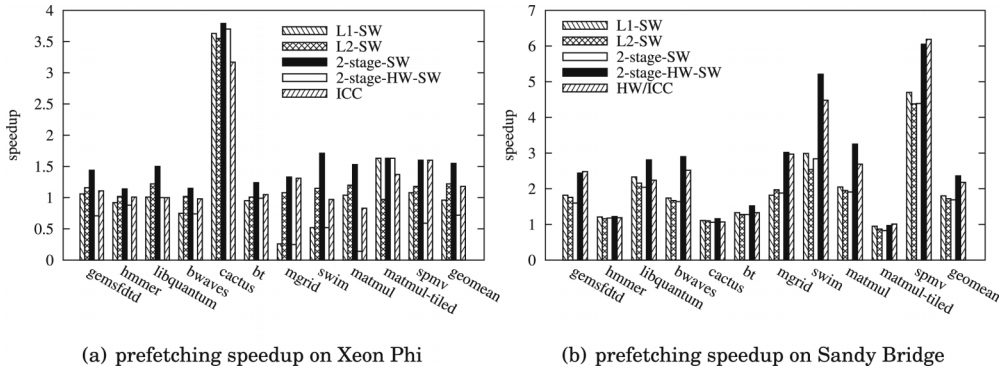 4
3.5
3
2.5
2
1.5
1
0.5
0
speedup
L1-SW
L2-SW
2-stage-SW
2-stage-HW-SW
ICC
gemsfdtd
hmmer
libquantum
bwaves
cactus
bt
mgrid
swim
matmul
matmul-tiled
spmv
geomean
(a) prefetching speedup on Xeon Phi
7
6
5
4
3
2
1
0
speedup
L1-SW
L2-SW
2-stage-SW
2-stage-HW-SW
HW/ICC
gemsfdtd
hmmer
libquantum
bwaves
cactus
bt
mgrid
swim
matmul
matmul-tiled
spmv
geomean
(b) prefetching speedup on Sandy Bridge